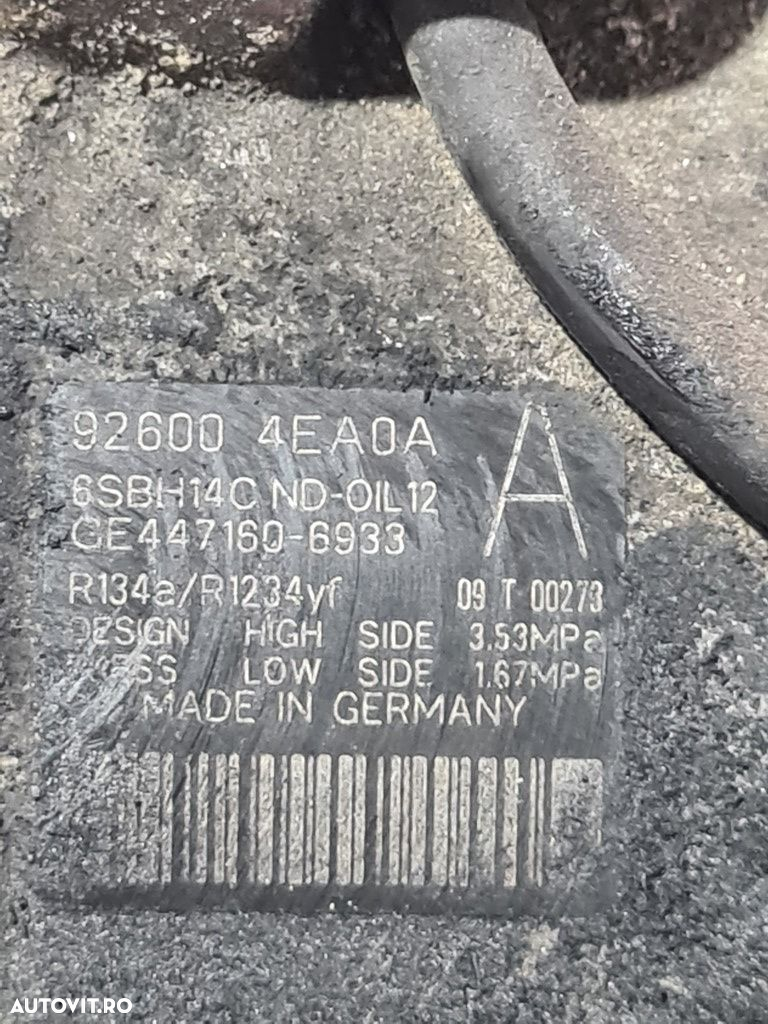 92600 4EA0A
A
6SBH14C ND-OIL12
GE447160-6933
R134a/R1234yf 09 T 00273
DESIGN HIGH SIDE 3.53MPa
LOW SIDE 1.67MPa
MADE IN GERMANY
AUTOVIT.RO